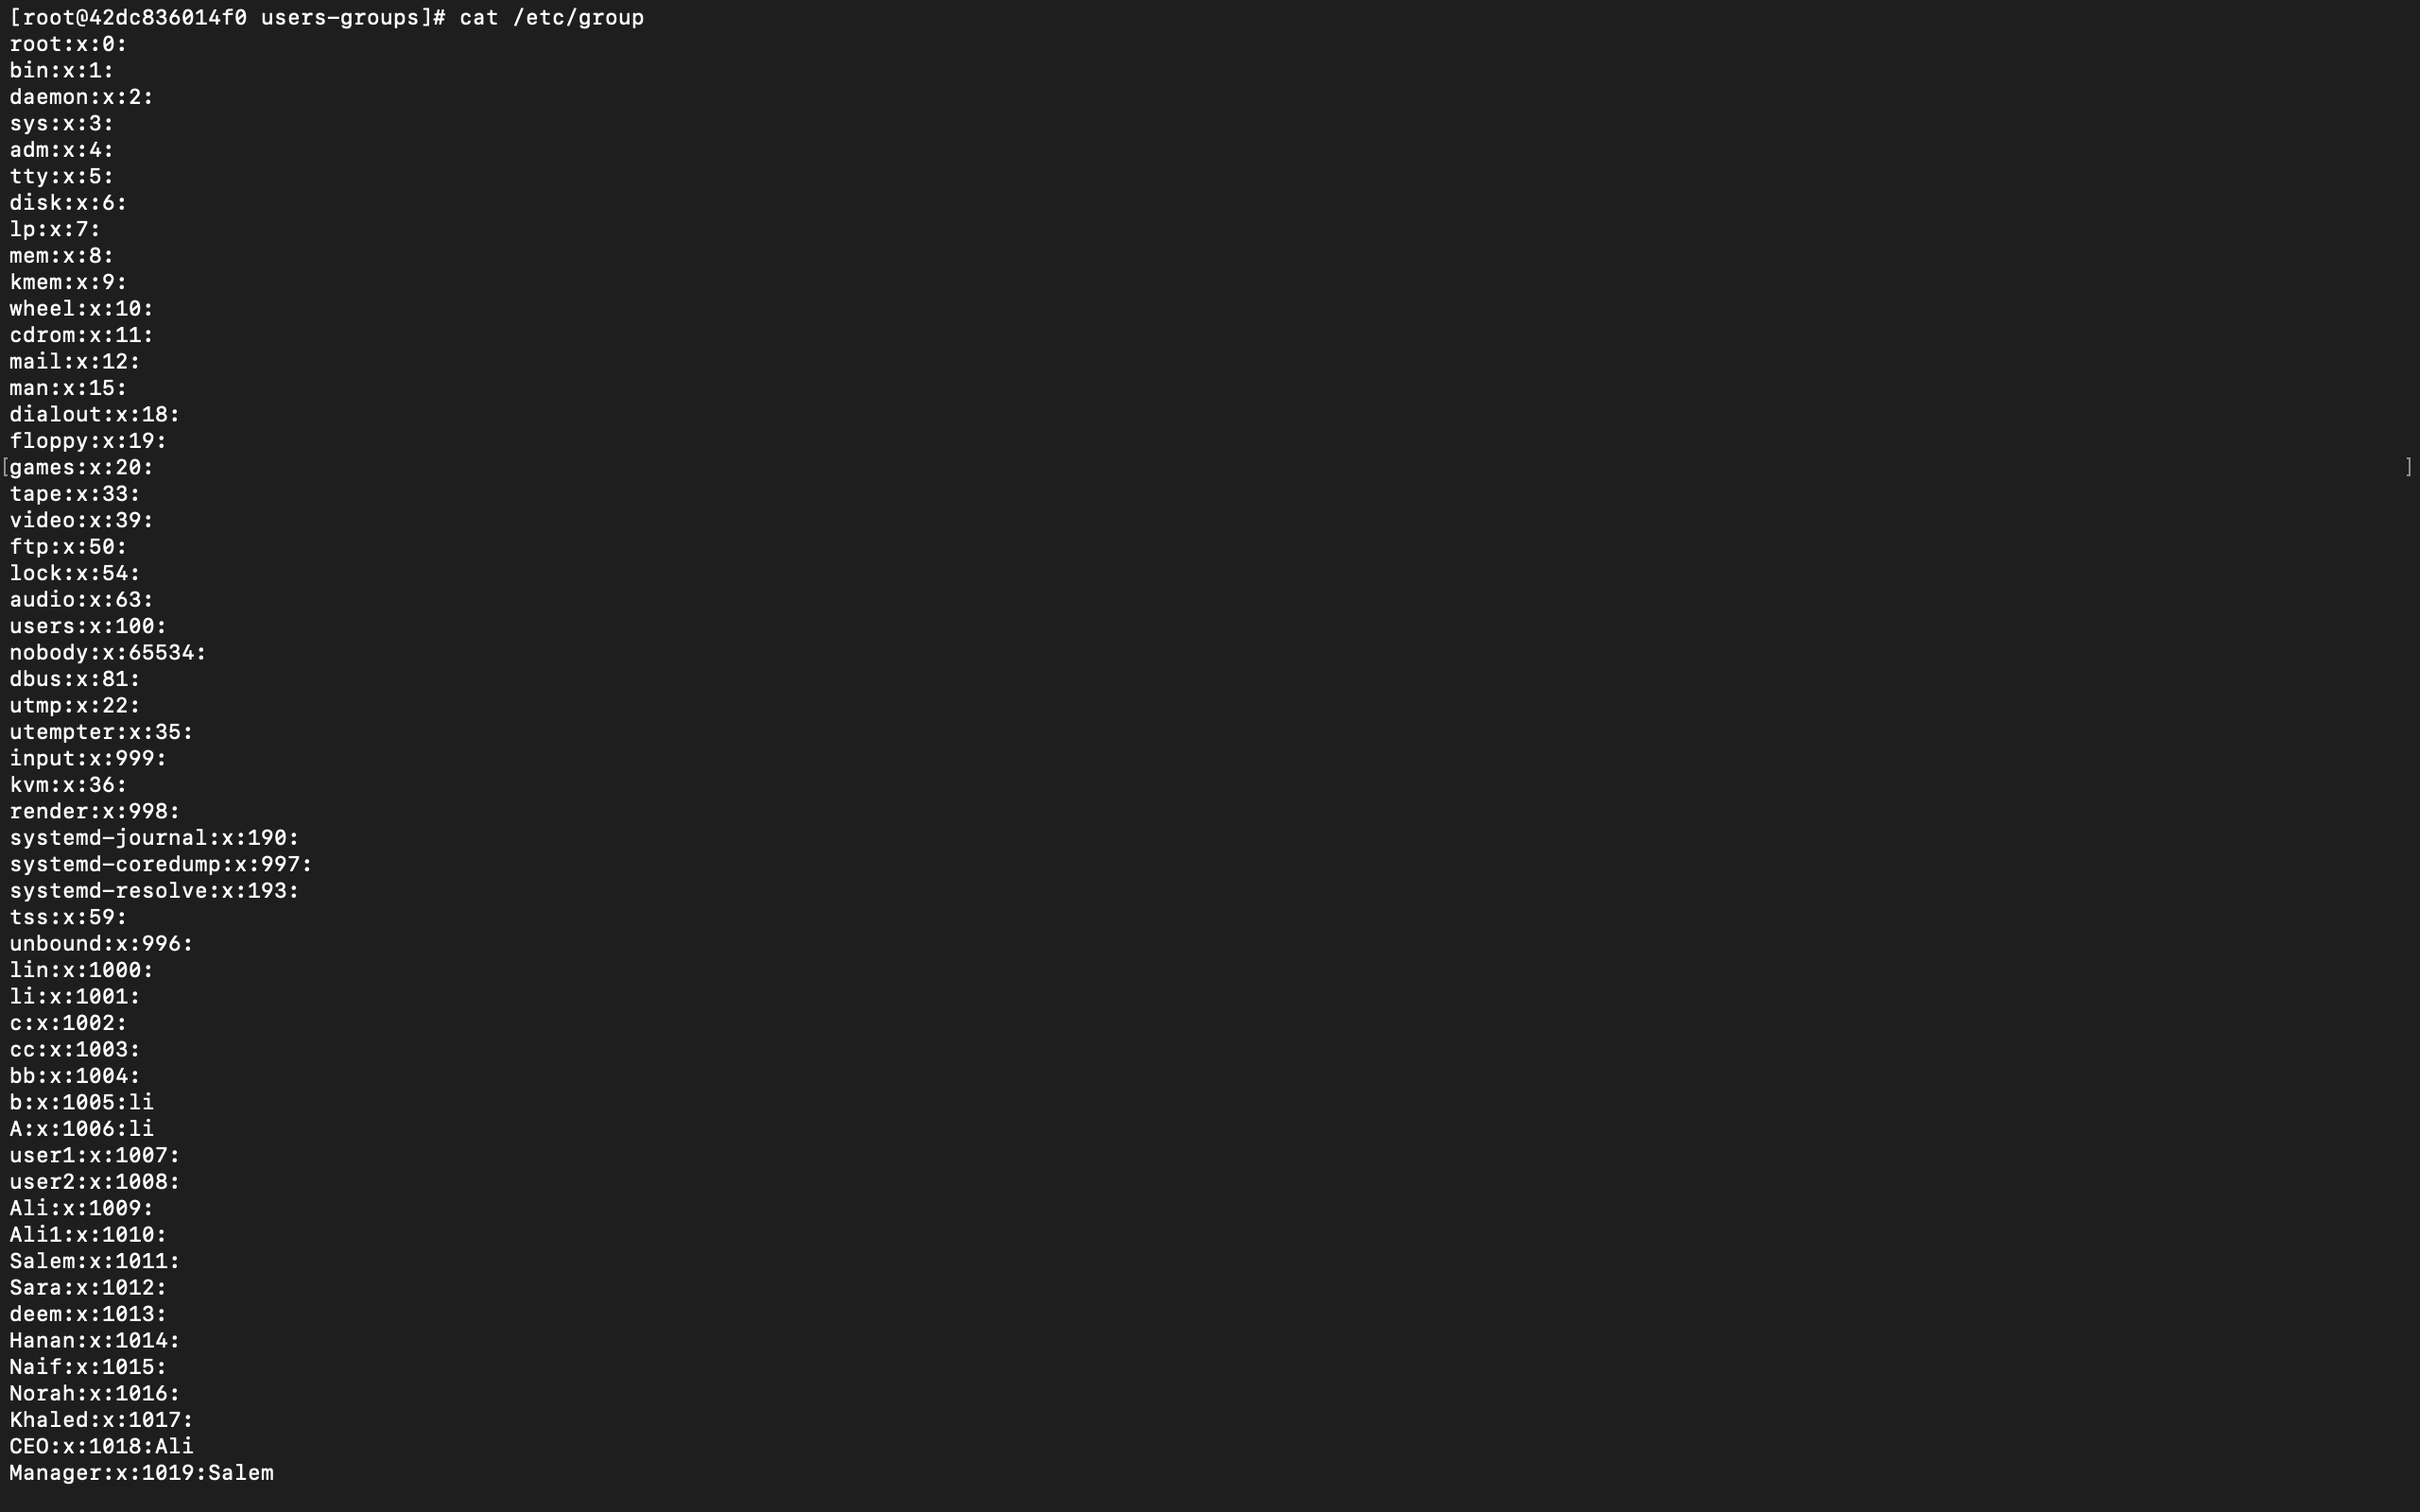 [root@42dc836014f0 users-groups]# cat /etc/group
root:x:0:
bin:x:1:
daemon:x:2:
sys:x:3:
adm:x:4:
tty:x:5:
disk:x:6:
lp:x:7:
mem:x:8:
kmem:x:9:
wheel:x:10:
cdrom:x:11:
mail:x:12:
man:x:15:
dialout:x:18:
floppy:x:19:
[games:x:20: ]
tape:x:33:
video:x:39:
ftp:x:50:
lock:x:54:
audio:x:63:
users:x:100:
nobody:x:65534:
dbus:x:81:
utmp:x:22:
utempter:x:35:
input:x:999:
kvm:x:36:
render:x:998:
systemd-journal:x:190:
systemd-coredump:x:997:
systemd-resolve:x:193:
tss:x:59:
unbound:x:996:
lin:x:1000:
li:x:1001:
c:x:1002:
cc:x:1003:
bb:x:1004:
b:x:1005:li
A:x:1006:li
user1:x:1007:
user2:x:1008:
Ali:x:1009:
Ali1:x:1010:
Salem:x:1011:
Sara:x:1012:
deem:x:1013:
Hanan:x:1014:
Naif:x:1015:
Norah:x:1016:
Khaled:x:1017:
CEO:x:1018:Ali
Manager:x:1019:Salem